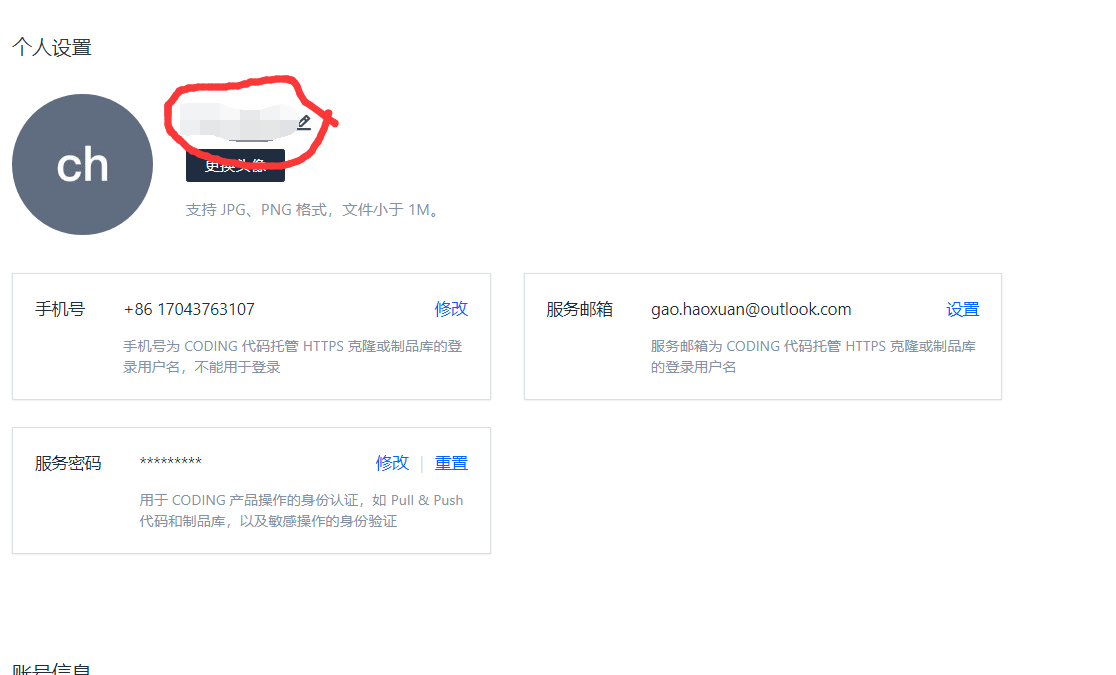 个人设置
ch
更换头像
支持 JPG、PNG 格式，文件小于 1M。
手机号 +86 17043763107 修改
手机号为 CODING 代码托管 HTTPS 克隆或制品库的登
录用户名，不能用于登录
服务邮箱 gao.haoxuan@outlook.com 设置
服务邮箱为 CODING 代码托管 HTTPS 克隆或制品库
的登录用户名
服务密码 ********* 修改 | 重置
用于 CODING 产品操作的身份认证，如 Pull & Push
代码和制品库，以及敏感操作的身份验证
账号信息